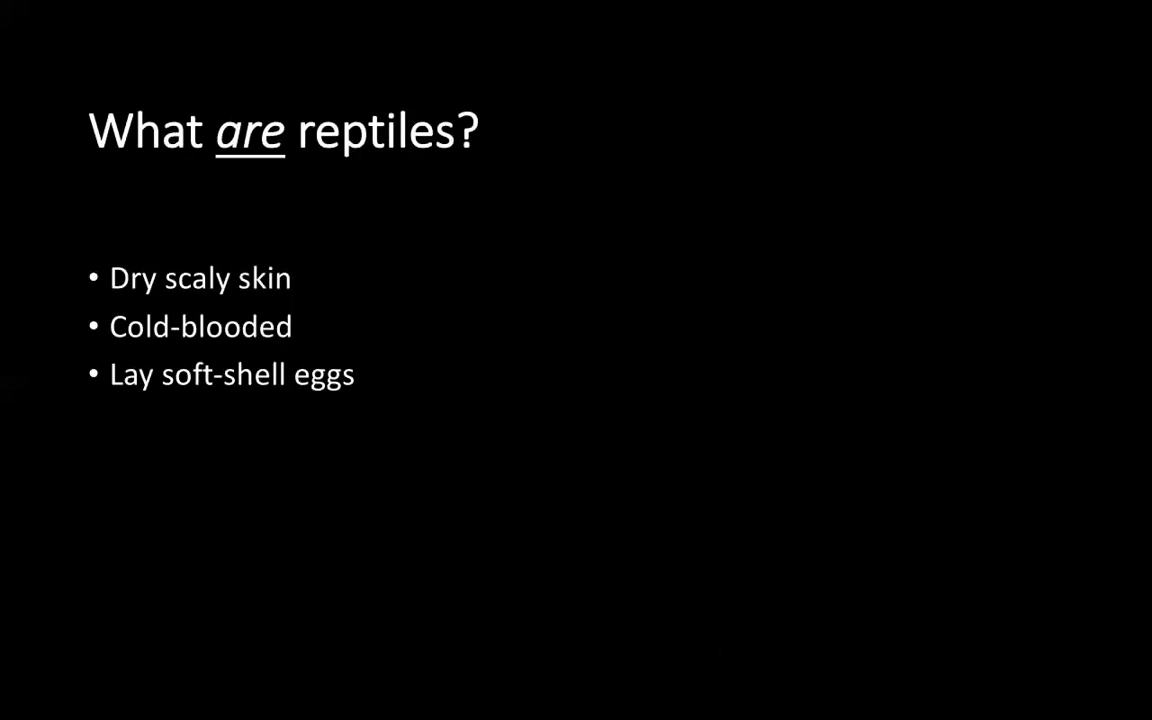 What are reptiles?
• Dry scaly skin
• Cold-blooded
• Lay soft-shell eggs